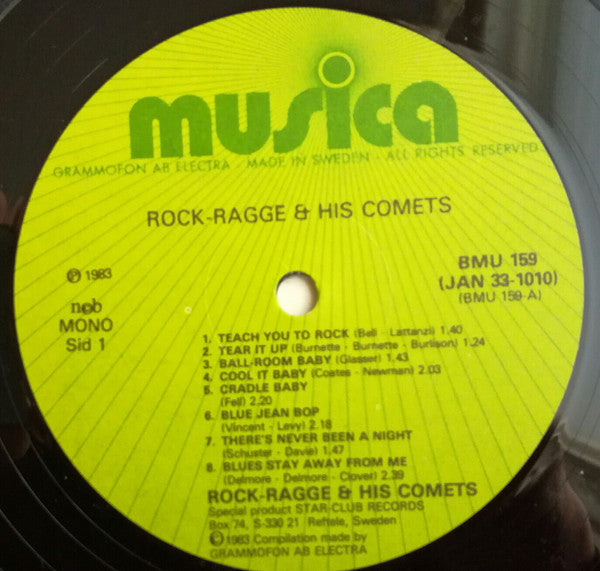 musica
GRAMMOFON AB ELECTRA · MADE IN SWEDEN · ALL RIGHTS RESERVED
ROCK-RAGGE & HIS COMETS
℗ 1983
BMU 159
(JAN 33-1010)
(BMU 159-A)
ncb
MONO
Sid 1
1. TEACH YOU TO ROCK (Bell - Lattanzi) 1.40
2. TEAR IT UP (Burnette - Burnette - Burlison) 1.24
3. BALL-ROOM BABY (Glasser) 1.43
4. COOL IT BABY (Coates - Newman) 2.03
5. CRADLE BABY
(Fell) 2.20
6. BLUE JEAN BOP
(Vincent - Levy) 2.18
7. THERE'S NEVER BEEN A NIGHT
(Schuster - Davie) 1.47
8. BLUES STAY AWAY FROM ME
(Delmore - Delmore - Clover) 2.39
ROCK-RAGGE & HIS COMETS
Special product STAR-CLUB RECORDS
Box 74, S-330 21 Reftele, Sweden
℗ 1983 Compilation made by
GRAMMOFON AB ELECTRA